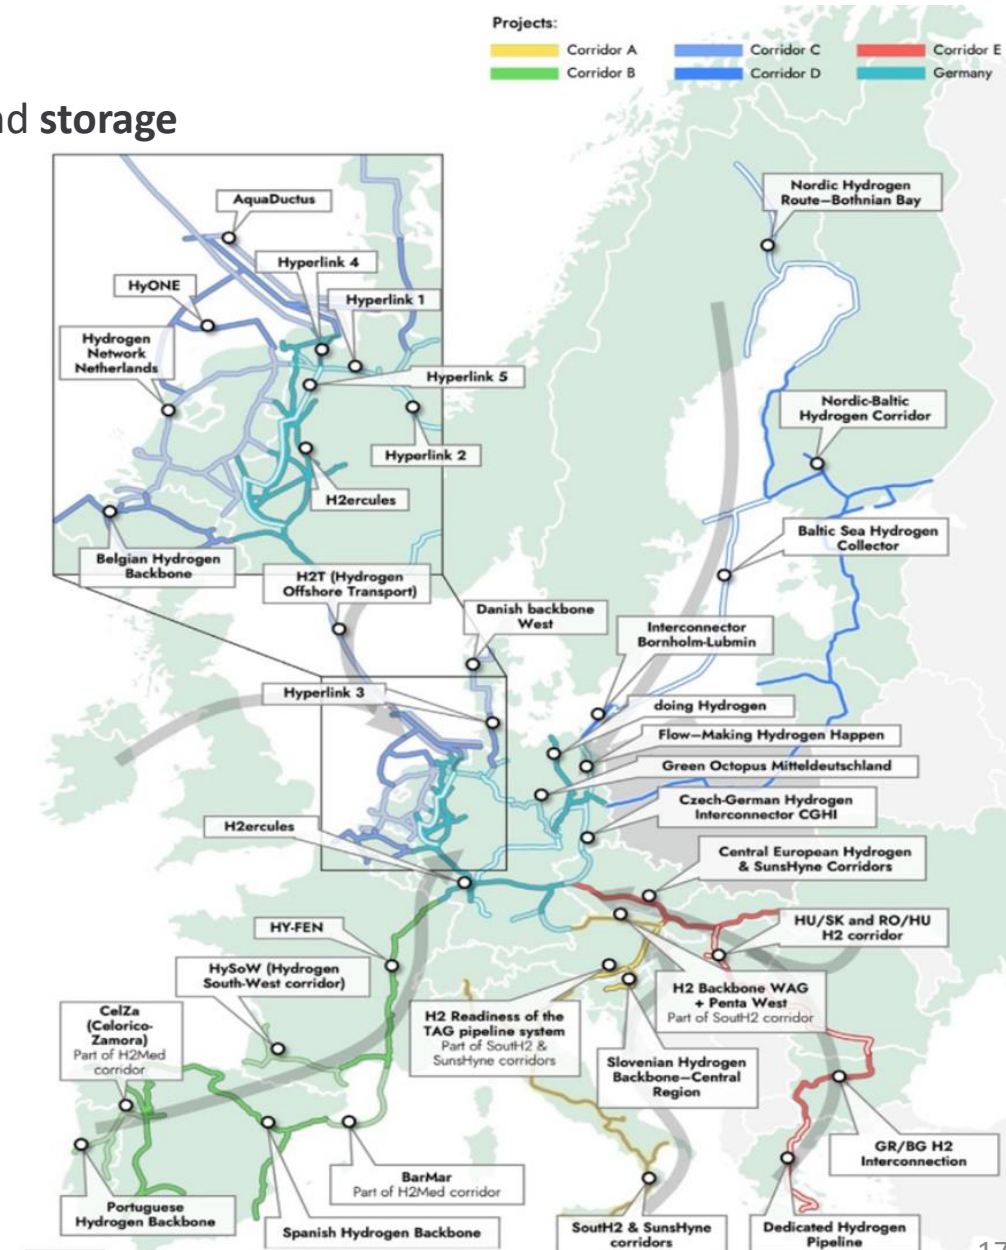 Projects:
Corridor A
Corridor C
Corridor E
Corridor B
Corridor D
Germany
nd storage
AquaDuctus
Hyperlink 4
HyONE
Hyperlink 1
Hydrogen
Network
Netherlands
Hyperlink 5
Hyperlink 2
H2ercules
Belgian Hydrogen
Backbone
Nordic Hydrogen
Route—Bothnian Bay
Nordic-Baltic
Hydrogen Corridor
Baltic Sea Hydrogen
Collector
H2T (Hydrogen
Offshore Transport)
Danish backbone
West
Interconnector
Bornholm-Lubmin
Hyperlink 3
doing Hydrogen
Flow—Making Hydrogen Happen
Green Octopus Mitteldeutschland
Czech-German Hydrogen
Interconnector CGHI
H2ercules
Central European Hydrogen
& SunsHyne Corridors
HU/SK and RO/HU
H2 corridor
HY-FEN
HySoW (Hydrogen
South-West corridor)
H2 Backbone WAG
+ Penta West
Part of SoutH2 corridor
CelZa
(Celorico-
Zamora)
Part of H2Med
corridor
H2 Readiness of the
TAG pipeline system
Part of SoutH2 &
SunsHyne corridors
Slovenian Hydrogen
Backbone—Central
Region
GR/BG H2
Interconnection
BarMar
Part of H2Med corridor
Portuguese
Hydrogen Backbone
Spanish Hydrogen Backbone
SoutH2 & SunsHyne
corridors
Dedicated Hydrogen
Pipeline